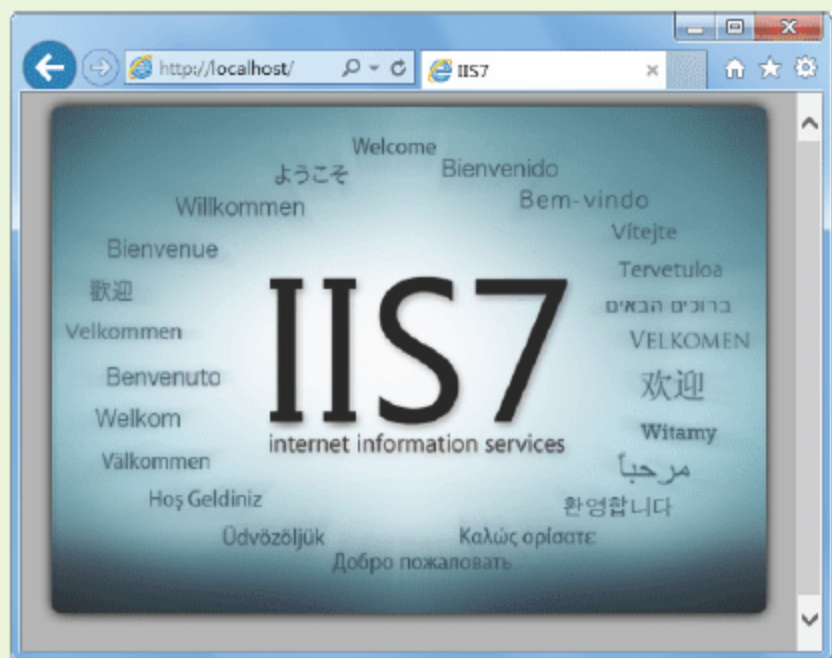 http://localhost/
IIS7
Welcome
ようこそ
Bienvenido
Willkommen
Bem-vindo
Bienvenue
Vítejte
歡迎
Tervetuloa
ברוכים הבאים
Velkommen
VELKOMEN
IIS7
internet information services
Benvenuto
欢迎
Welkom
Witamy
Välkommen
مرحباً
Hoş Geldiniz
환영합니다
Üdvözöljük
Καλώς ορίσατε
Добро пожаловать